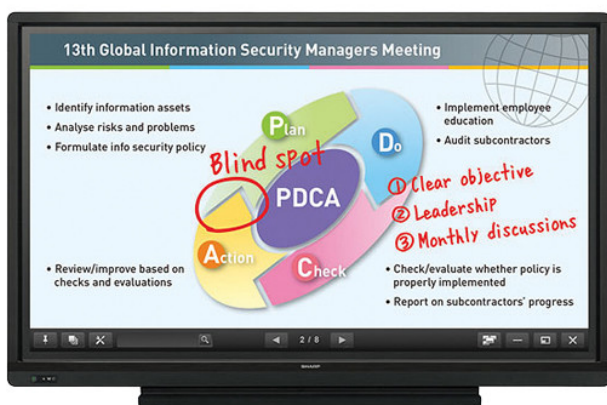 13th Global Information Security Managers Meeting
• Identify information assets
• Analyse risks and problems
• Formulate info security policy
• Implement employee
education
• Audit subcontractors
Plan
Do
Blind spot
PDCA
① Clear objective
② Leadership
③ Monthly discussions
Action
Check
• Review/improve based on
checks and evaluations
• Check/evaluate whether policy is
properly implemented
• Report on subcontractors' progress
2 / 8
SHARP